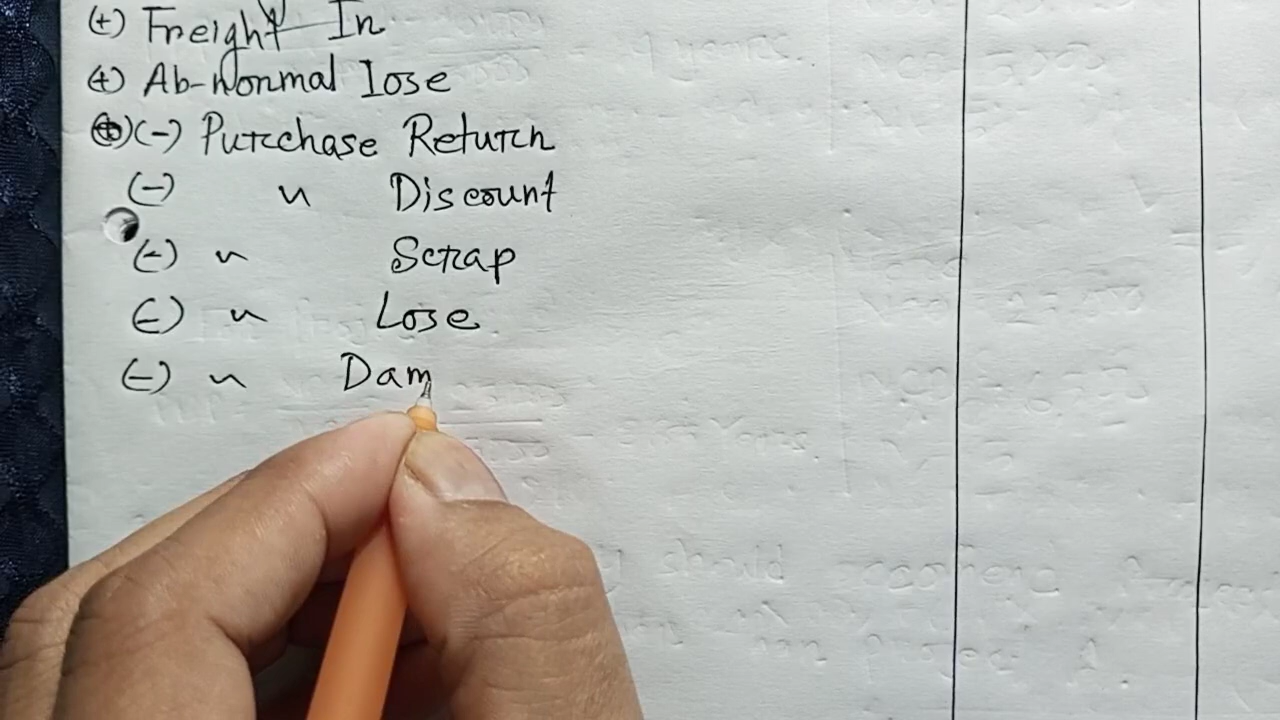 (+) Freight In
(+) Ab-normal lose
(+) (-) Purchase Return
(-) " Discount
(-) " Scrap
(-) " Lose
(-) " Dam